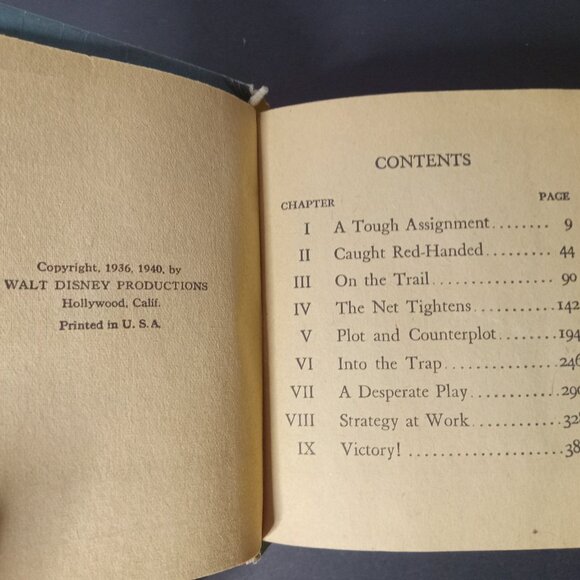 Copyright, 1936, 1940, by
WALT DISNEY PRODUCTIONS
Hollywood, Calif.
Printed in U. S. A.
CONTENTS
CHAPTER PAGE
I A Tough Assignment........ 9
II Caught Red-Handed........ 44
III On the Trail............... 90
IV The Net Tightens...........142
V Plot and Counterplot........194
VI Into the Trap..............246
VII A Desperate Play...........
VIII Strategy at Work...........
IX Victory! ..................